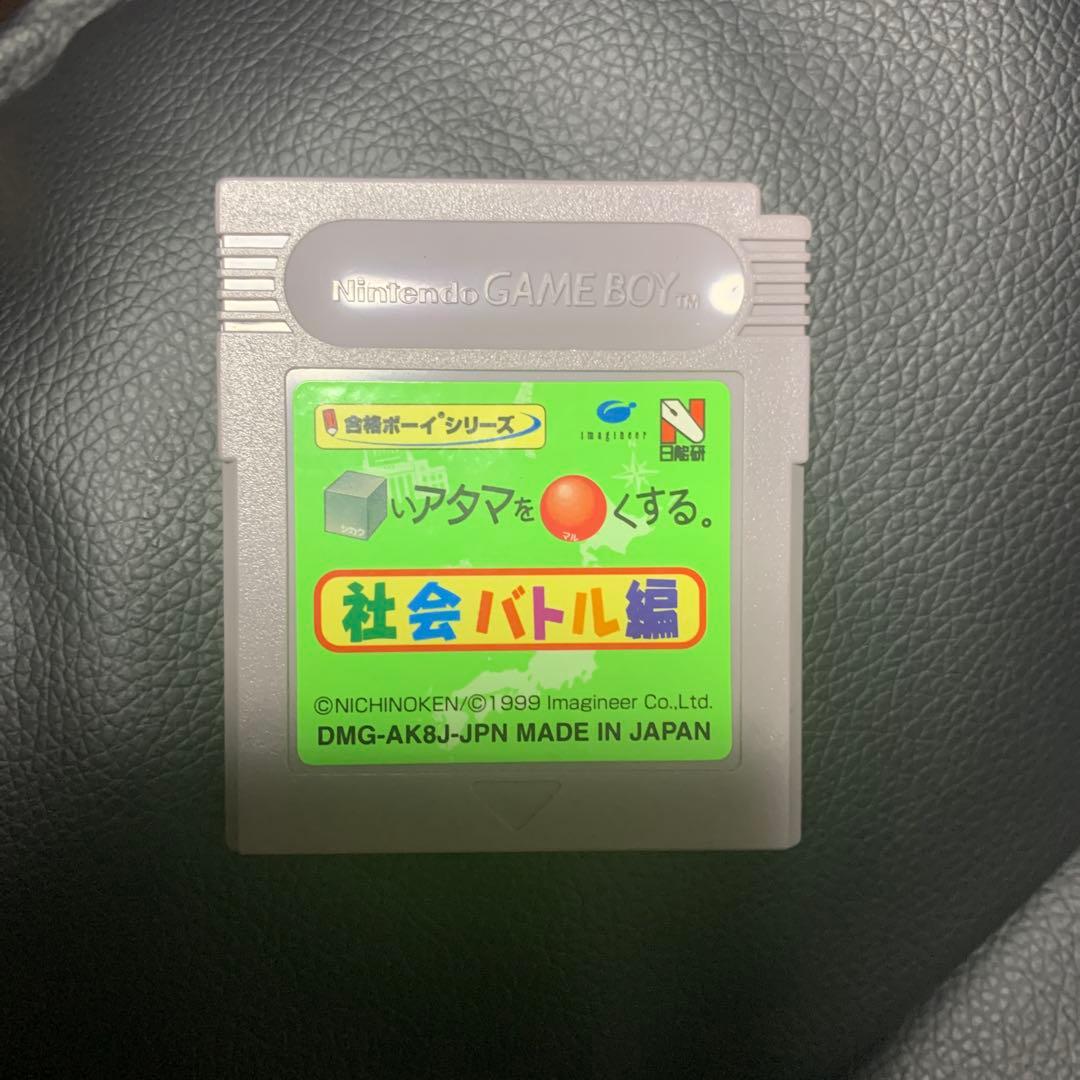 Nintendo GAME BOY TM
合格ボーイ®シリーズ
imagineer
日能研
いアタマを
くする。
シカク
マル
社会バトル編
©NICHINOKEN/©1999 Imagineer Co.,Ltd.
DMG-AK8J-JPN MADE IN JAPAN